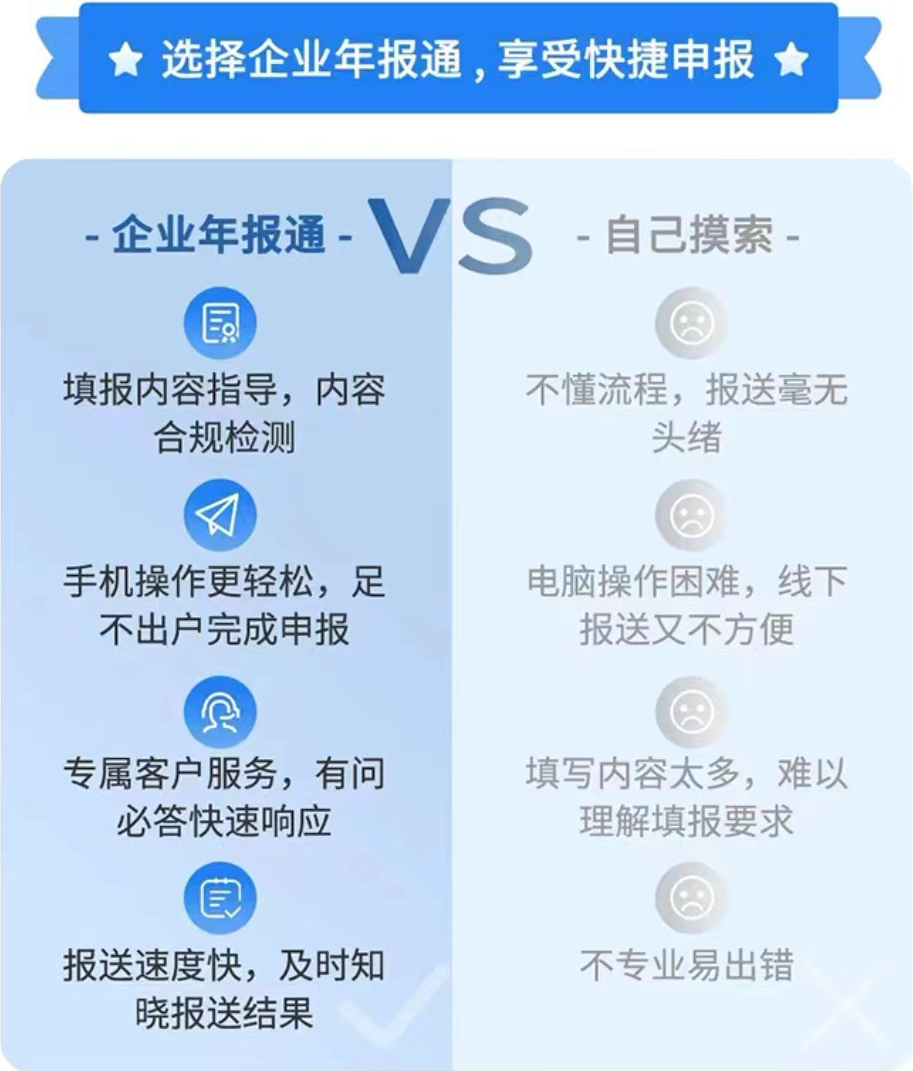 选择企业年报通，享受快捷申报
- 企业年报通 -
VS
- 自己摸索 -
填报内容指导，内容
合规检测
不懂流程，报送毫无
头绪
手机操作更轻松，足
不出户完成申报
电脑操作困难，线下
报送又不方便
专属客户服务，有问
必答快速响应
填写内容太多，难以
理解填报要求
报送速度快，及时知
晓报送结果
不专业易出错